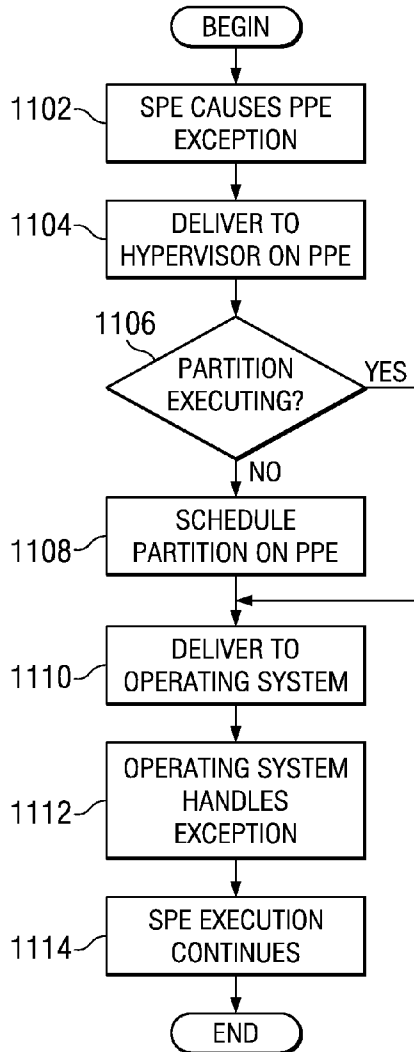 BEGIN
1102
SPE CAUSES PPE
EXCEPTION
1104
DELIVER TO
HYPERVISOR ON PPE
1106
PARTITION
EXECUTING?
YES
NO
1108
SCHEDULE
PARTITION ON PPE
1110
DELIVER TO
OPERATING SYSTEM
1112
OPERATING SYSTEM
HANDLES
EXCEPTION
1114
SPE EXECUTION
CONTINUES
END